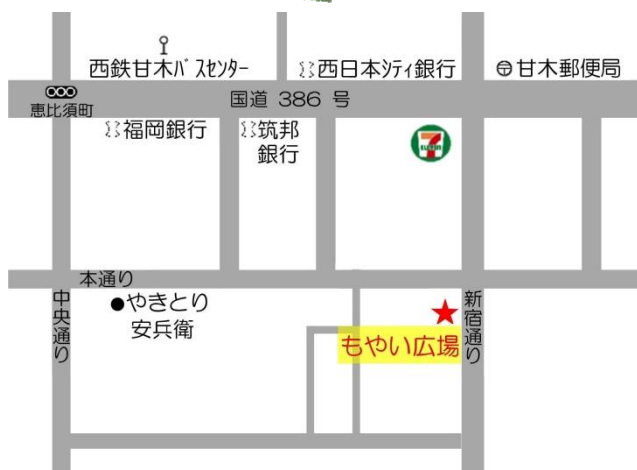 西鉄甘木バスセンター
西日本シティ銀行
甘木郵便局
国道 386 号
恵比須町
福岡銀行
筑邦
銀行
7
ELEVEN
本通り
中央通り
●やきとり
安兵衛
新宿通り
もやい広場